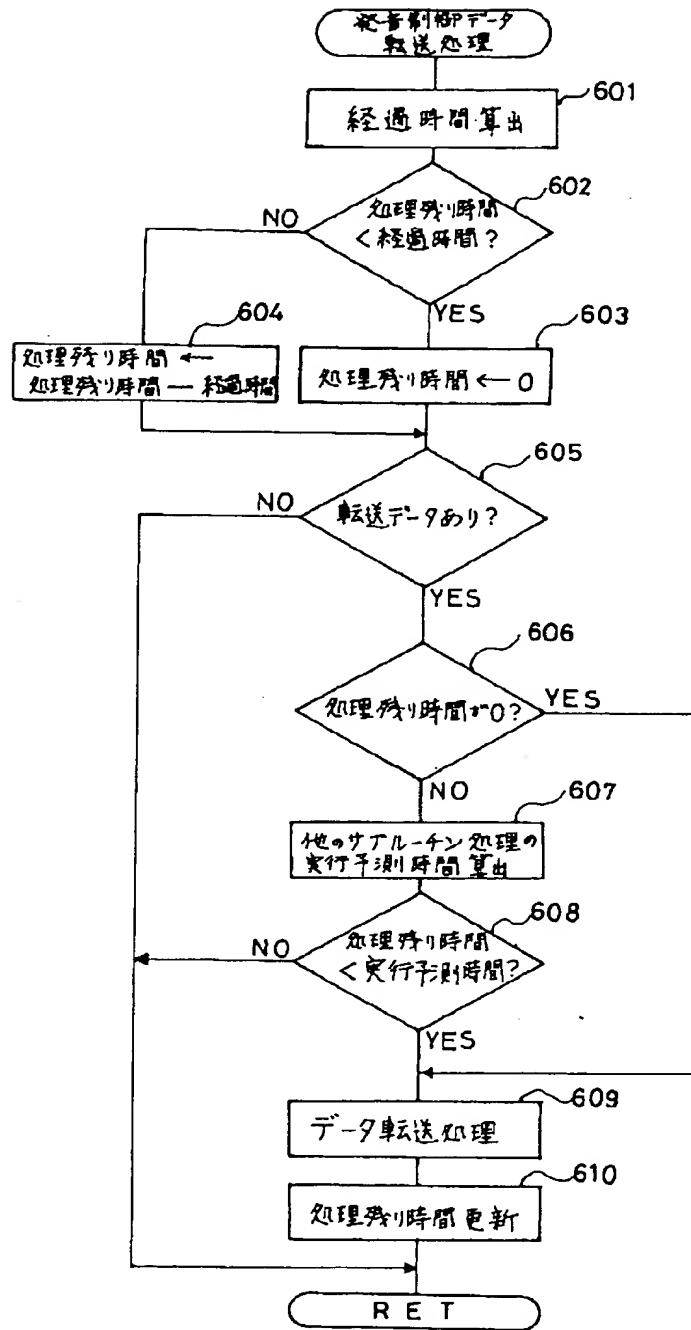 発音制御データ
転送処理
601
経過時間算出
602
処理残り時間
<経過時間?
NO
YES
604
603
処理残り時間 ←
処理残り時間 — 経過時間
処理残り時間 ← 0
605
NO
転送データあり?
YES
606
処理残り時間が0?
YES
NO
607
他のサブルーチン処理の
実行予測時間算出
608
NO
処理残り時間
<実行予測時間?
YES
609
データ転送処理
610
処理残り時間更新
RET